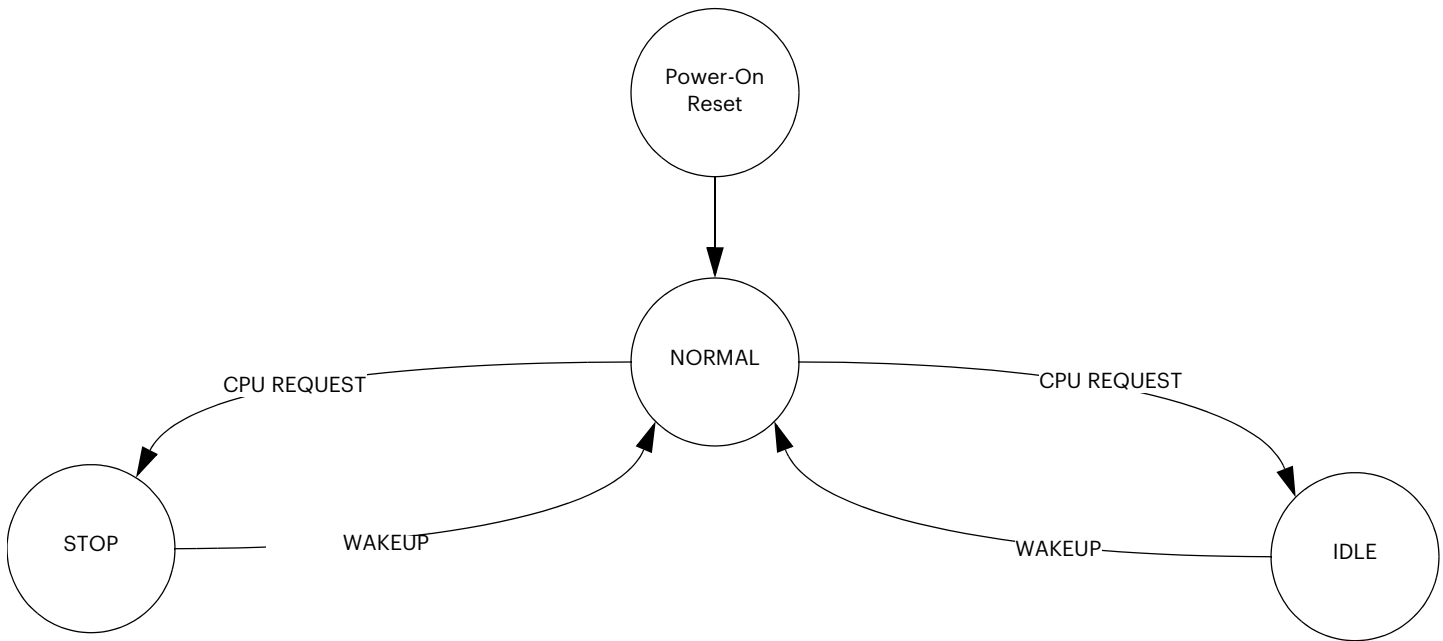 Power-On
Reset
NORMAL
CPU REQUEST
CPU REQUEST
STOP
WAKEUP
WAKEUP
IDLE